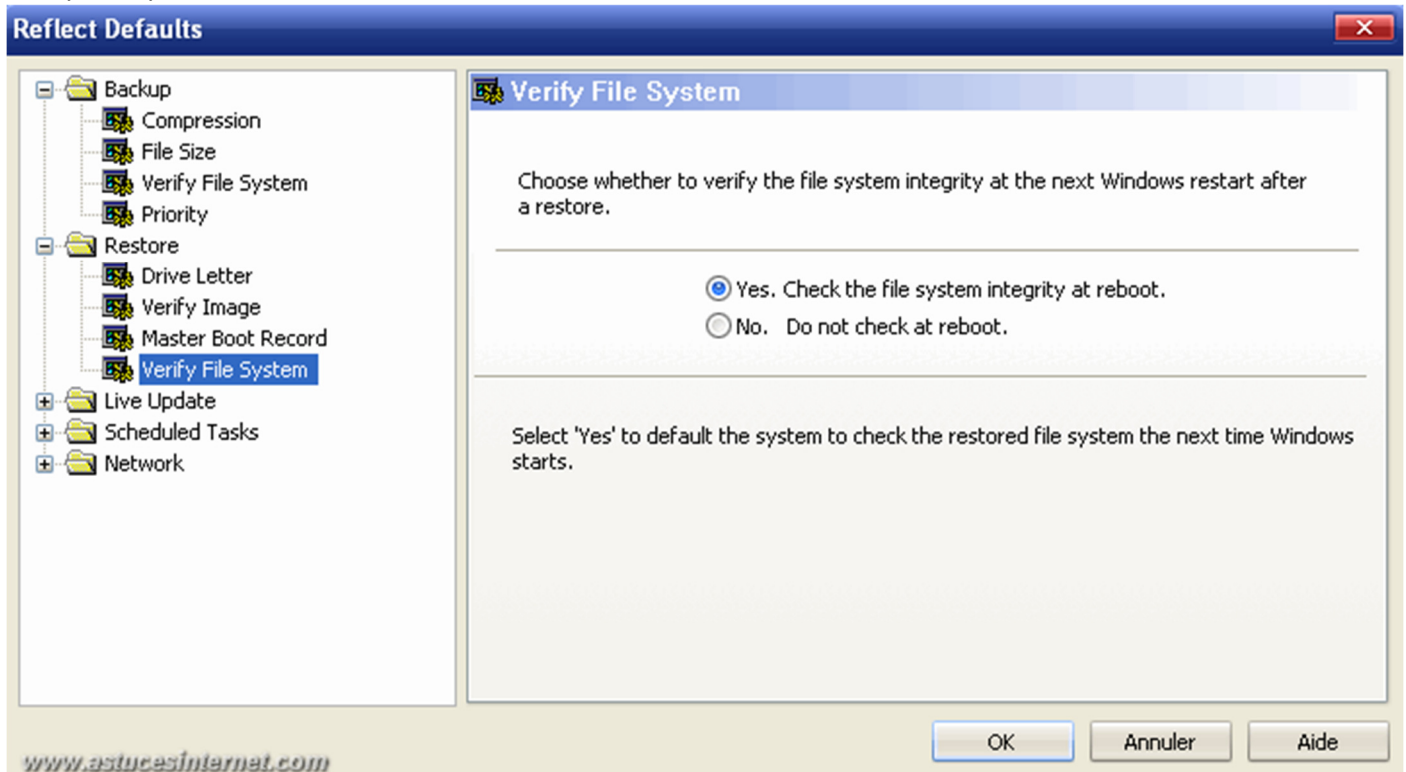 Reflect Defaults
Backup
Compression
File Size
Verify File System
Priority
Restore
Drive Letter
Verify Image
Master Boot Record
Verify File System
Live Update
Scheduled Tasks
Network
Verify File System
Choose whether to verify the file system integrity at the next Windows restart after
a restore.
Yes. Check the file system integrity at reboot.
No. Do not check at reboot.
Select 'Yes' to default the system to check the restored file system the next time Windows
starts.
OK Annuler Aide
www.astucesinternet.com